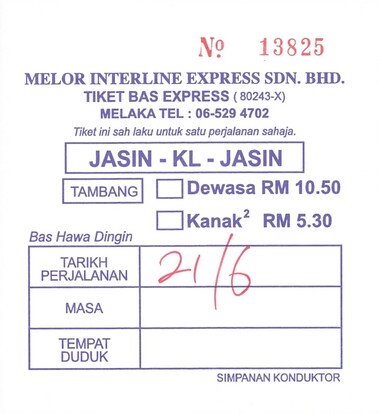 Nº 13825
MELOR INTERLINE EXPRESS SDN. BHD.
TIKET BAS EXPRESS (80243-X)
MELAKA TEL : 06-529 4702
Tiket ini sah laku untuk satu perjalanan sahaja.
JASIN - KL - JASIN
TAMBANG Dewasa RM 10.50
Kanak² RM 5.30
Bas Hawa Dingin
TARIKH PERJALANAN 21/6
MASA
TEMPAT DUDUK
SIMPANAN KONDUKTOR